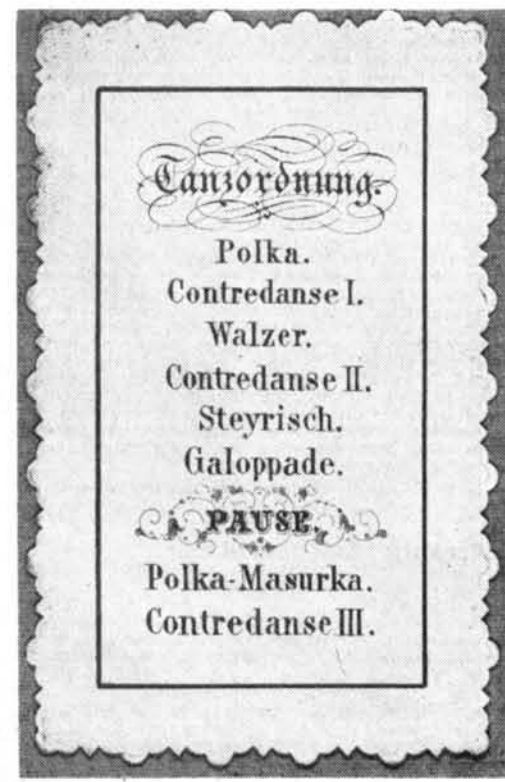 Tanzordnung.
Polka.
Contredanse I.
Walzer.
Contredanse II.
Steyrisch.
Galoppade.
PAUSE.
Polka-Masurka.
Contredanse III.